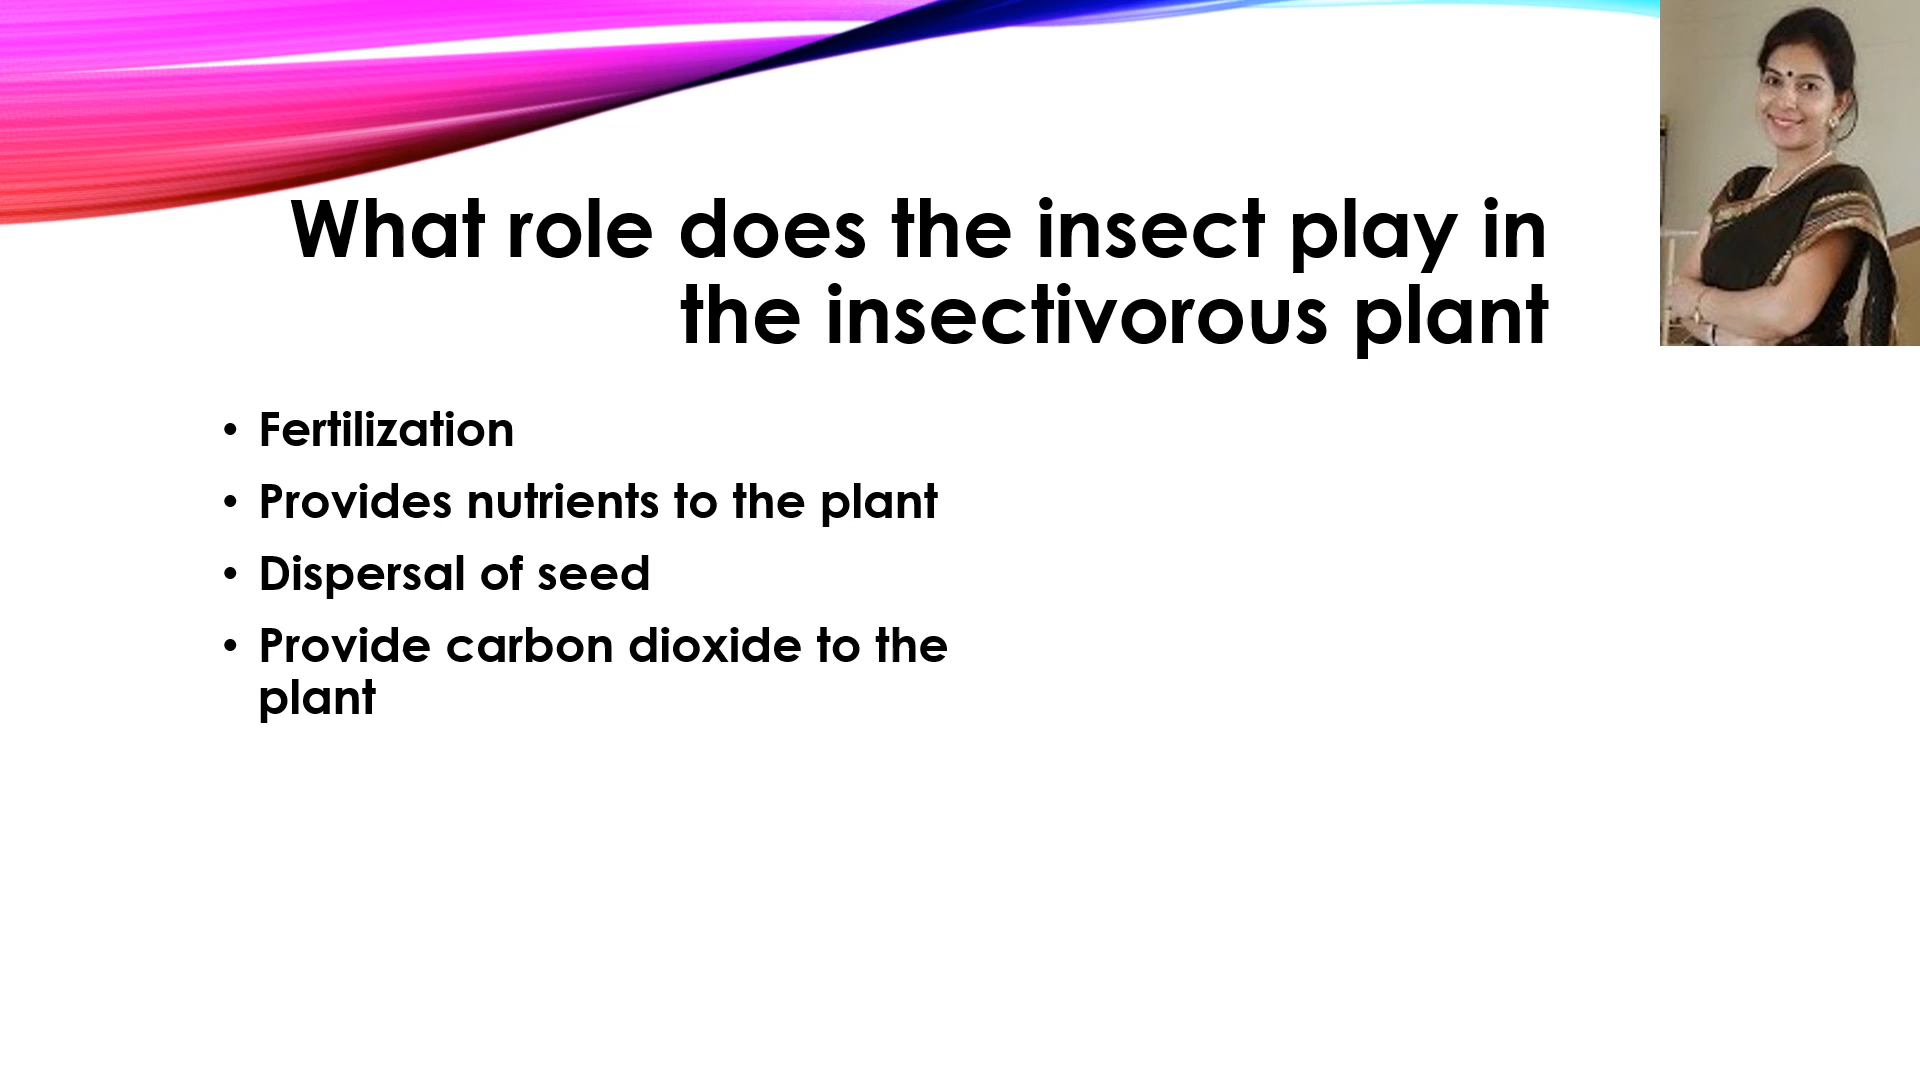 What role does the insect play in
the insectivorous plant
• Fertilization
• Provides nutrients to the plant
• Dispersal of seed
• Provide carbon dioxide to the
plant